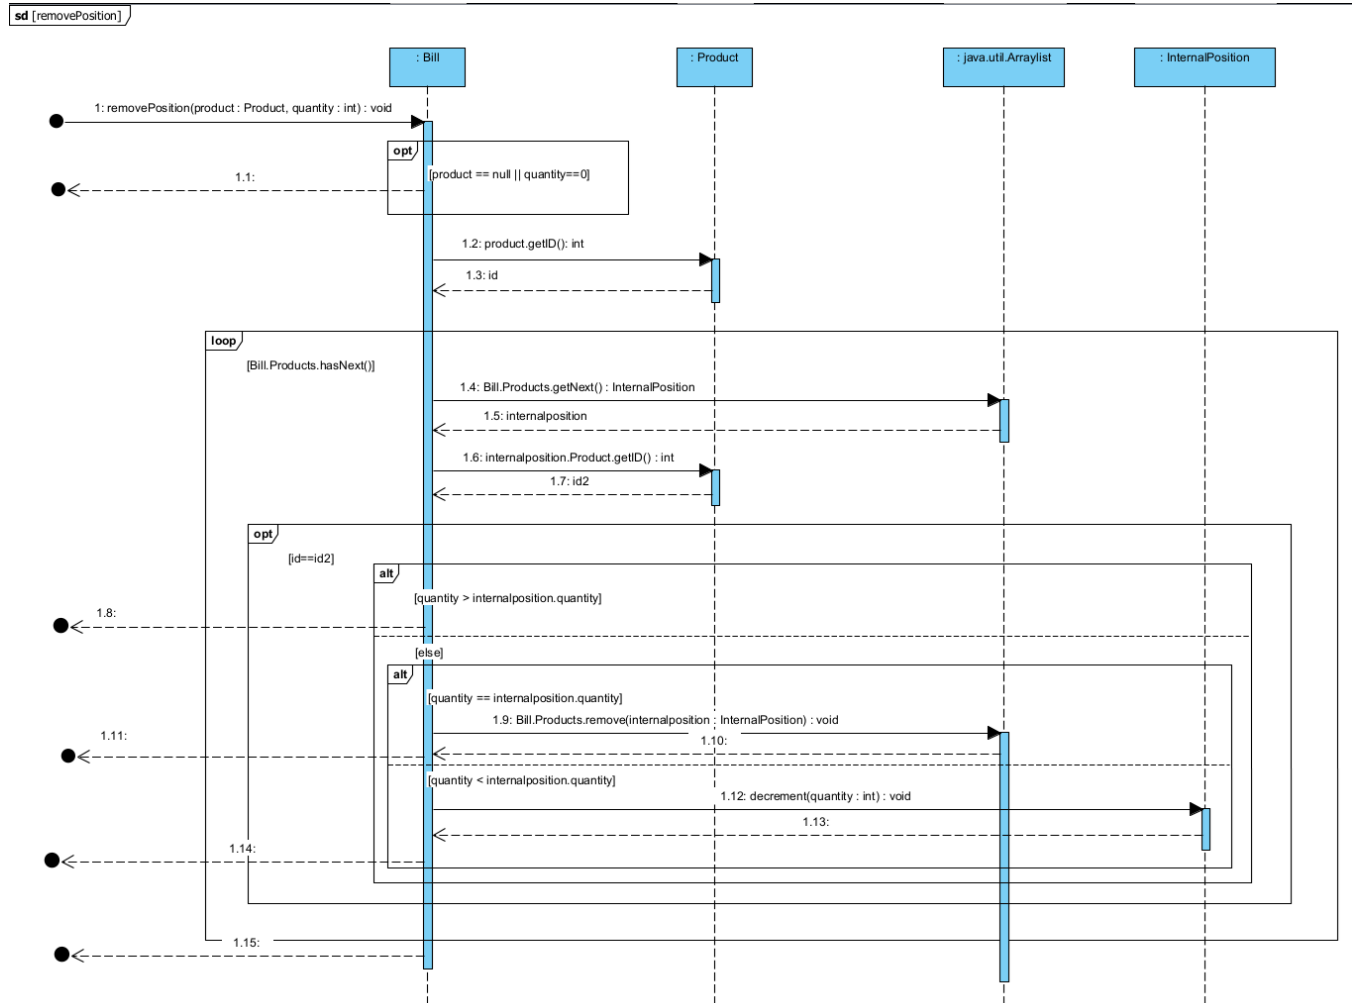 sd [removePosition]
: Bill
: Product
: java.util.Arraylist
: InternalPosition
1: removePosition(product : Product, quantity : int) : void
opt
[product == null || quantity==0]
1.1:
1.2: product.getID(): int
1.3: id
loop
[Bill.Products.hasNext()]
1.4: Bill.Products.getNext() : InternalPosition
1.5: internalposition
1.6: internalposition.Product.getID() : int
1.7: id2
opt
[id==id2]
alt
[quantity > internalposition.quantity]
1.8:
[else]
alt
[quantity == internalposition.quantity]
1.9: Bill.Products.remove(internalposition : InternalPosition) : void
1.10:
1.11:
[quantity < internalposition.quantity]
1.12: decrement(quantity : int) : void
1.13:
1.14:
1.15: